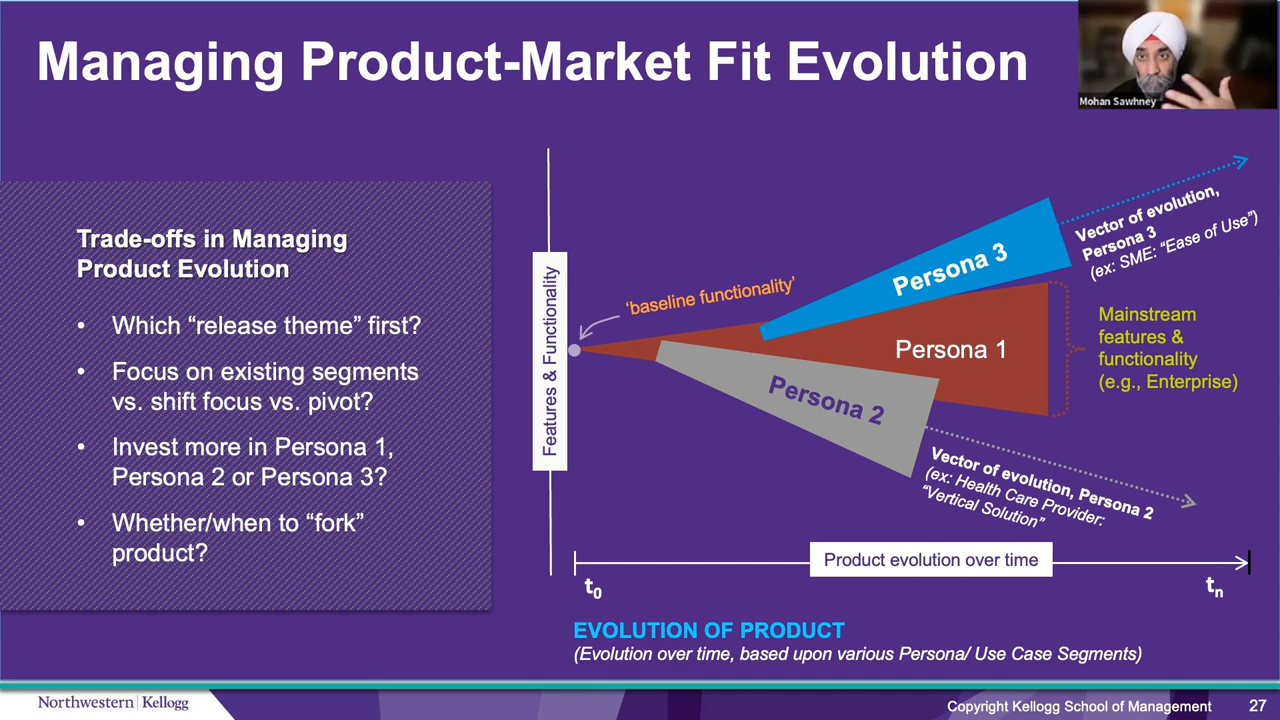 Managing Product-Market Fit Evolution
Mohan Sawhney
Trade-offs in Managing
Product Evolution
• Which “release theme” first?
• Focus on existing segments
vs. shift focus vs. pivot?
• Invest more in Persona 1,
Persona 2 or Persona 3?
• Whether/when to “fork”
product?
Features & Functionality
‘baseline functionality’
Persona 3
Persona 1
Persona 2
Vector of evolution,
Persona 3
(ex: SME: “Ease of Use”)
Mainstream
features &
functionality
(e.g., Enterprise)
Vector of evolution, Persona 2
(ex: Health Care Provider:
“Vertical Solution”
Product evolution over time
t0
tn
EVOLUTION OF PRODUCT
(Evolution over time, based upon various Persona/ Use Case Segments)
Northwestern | Kellogg
Copyright Kellogg School of Management 27